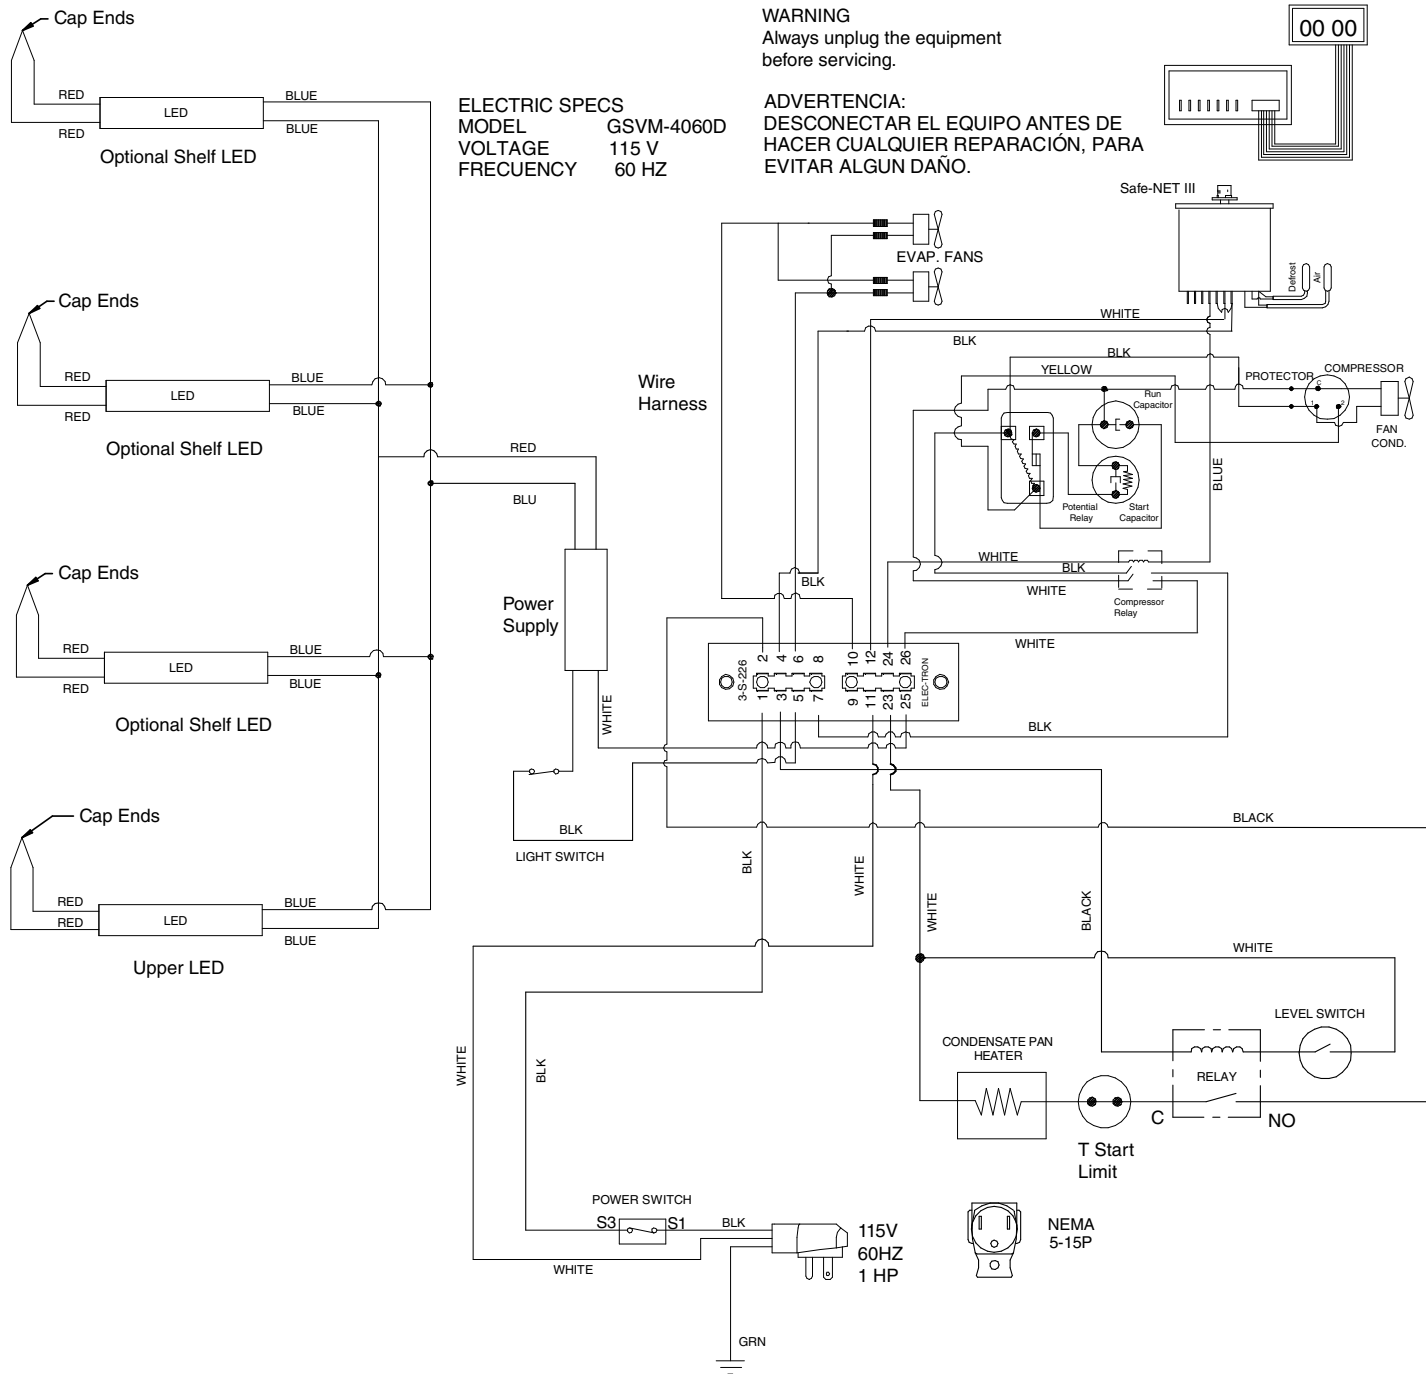 Cap Ends
RED
RED
LED
BLUE
BLUE
Optional Shelf LED
ELECTRIC SPECS
MODEL GSVM-4060D
VOLTAGE 115 V
FRECUENCY 60 HZ
WARNING
Always unplug the equipment
before servicing.
ADVERTENCIA:
DESCONECTAR EL EQUIPO ANTES DE
HACER CUALQUIER REPARACIÓN, PARA
EVITAR ALGUN DAÑO.
00 00
Safe-NET III
Defrost
Air
EVAP. FANS
WHITE
BLK
Cap Ends
RED
RED
LED
BLUE
BLUE
Optional Shelf LED
Wire
Harness
BLK
YELLOW
PROTECTOR
COMPRESSOR
C
1
2
FAN
COND.
Run
Capacitor
Potential
Relay
Start
Capacitor
BLUE
RED
BLU
Power
Supply
WHITE
BLK
WHITE
BLK
WHITE
Compressor
Relay
WHITE
Cap Ends
RED
RED
LED
BLUE
BLUE
Optional Shelf LED
3-S-226
2 4 6 8 10 12 24 26
1 3 5 7 9 11 23 25
ELEC-TRON
BLK
BLK
LIGHT SWITCH
BLACK
Cap Ends
RED
RED
LED
BLUE
BLUE
Upper LED
BLK
WHITE
WHITE
BLACK
WHITE
LEVEL SWITCH
CONDENSATE PAN
HEATER
RELAY
C
NO
T Start
Limit
WHITE
BLK
POWER SWITCH
S3
S1
BLK
WHITE
115V
60HZ
1 HP
NEMA
5-15P
GRN